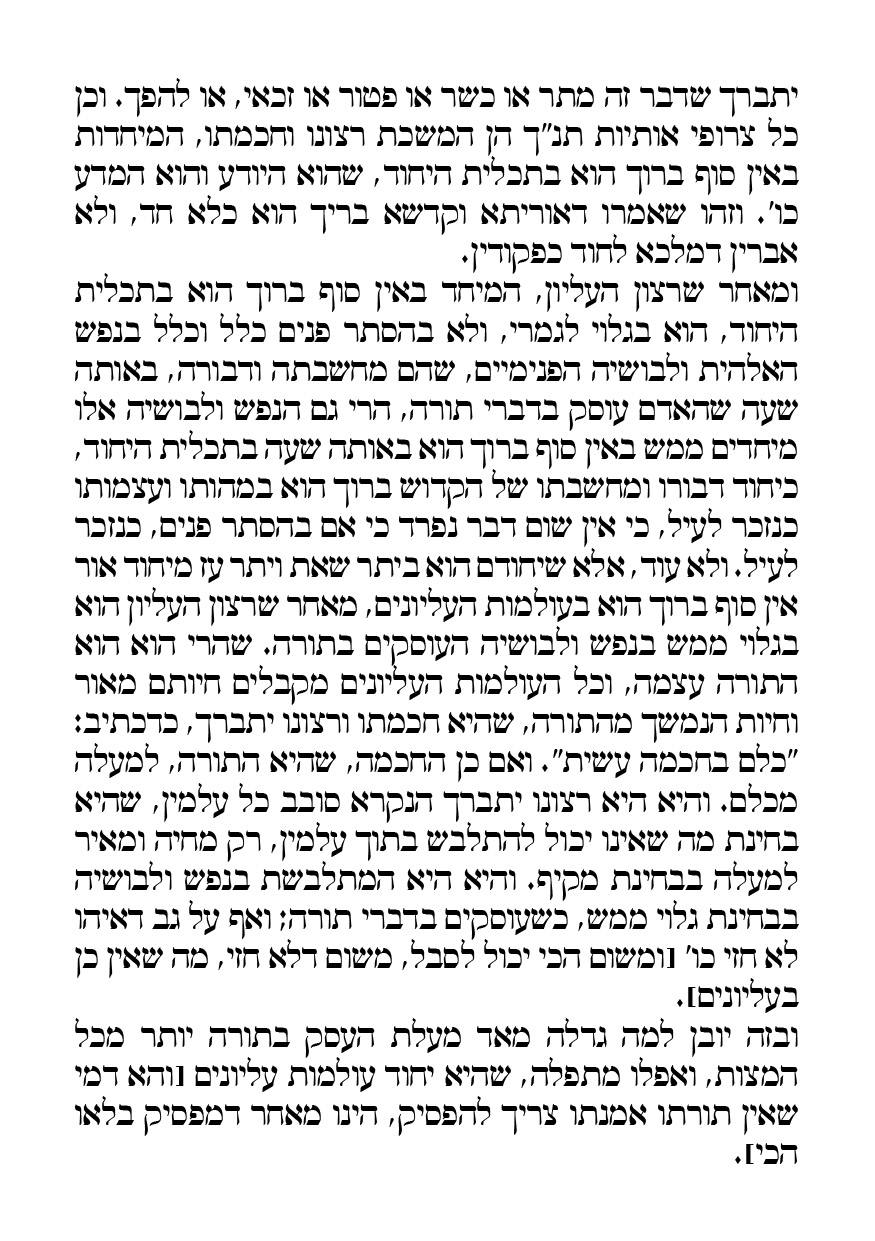 יתברך שדבר זה מתר או כשר או פטור או זכאי, או להפך. וכן
כל צרופי אותיות תנ"ך הן המשכת רצונו וחכמתו, המיחדות
באין סוף ברוך הוא בתכלית היחוד, שהוא היודע והוא המדע
כו'. וזהו שאמרו דאוריתא וקדשא בריך הוא כלא חד, ולא
אברין דמלכא לחוד כפקודין.
ומאחר שרצון העליון, המיחד באין סוף ברוך הוא בתכלית
היחוד, הוא בגלוי לגמרי, ולא בהסתר פנים כלל וכלל בנפש
האלהית ולבושיה הפנימיים, שהם מחשבתה ודבורה, באותה
שעה שהאדם עוסק בדברי תורה, הרי גם הנפש ולבושיה אלו
מיחדים ממש באין סוף ברוך הוא באותה שעה בתכלית היחוד,
כיחוד דבורו ומחשבתו של הקדוש ברוך הוא במהותו ועצמותו
כנזכר לעיל, כי אין שום דבר נפרד כי אם בהסתר פנים, כנזכר
לעיל. ולא עוד, אלא שיחודם הוא ביתר שאת ויתר עז מיחוד אור
אין סוף ברוך הוא בעולמות העליונים, מאחר שרצון העליון הוא
בגלוי ממש בנפש ולבושיה העוסקים בתורה. שהרי הוא הוא
התורה עצמה, וכל העולמות העליונים מקבלים חיותם מאור
וחיות הנמשך מהתורה, שהיא חכמתו ורצונו יתברך, כדכתיב:
"כלם בחכמה עשית". ואם כן החכמה, שהיא התורה, למעלה
מכלם. והיא היא רצונו יתברך הנקרא סובב כל עלמין, שהיא
בחינת מה שאינו יכול להתלבש בתוך עלמין, רק מחיה ומאיר
למעלה בבחינת מקיף. והיא היא המתלבשת בנפש ולבושיה
בבחינת גלוי ממש, כשעוסקים בדברי תורה; ואף על גב דאיהו
לא חזי כו' [ומשום הכי יכול לסבל, משום דלא חזי, מה שאין כן
בעליונים].
ובזה יובן למה גדלה מאד מעלת העסק בתורה יותר מכל
המצות, ואפלו מתפלה, שהיא יחוד עולמות עליונים [והא דמי
שאין תורתו אמנתו צריך להפסיק, הינו מאחר דמפסיק בלאו
הכי].